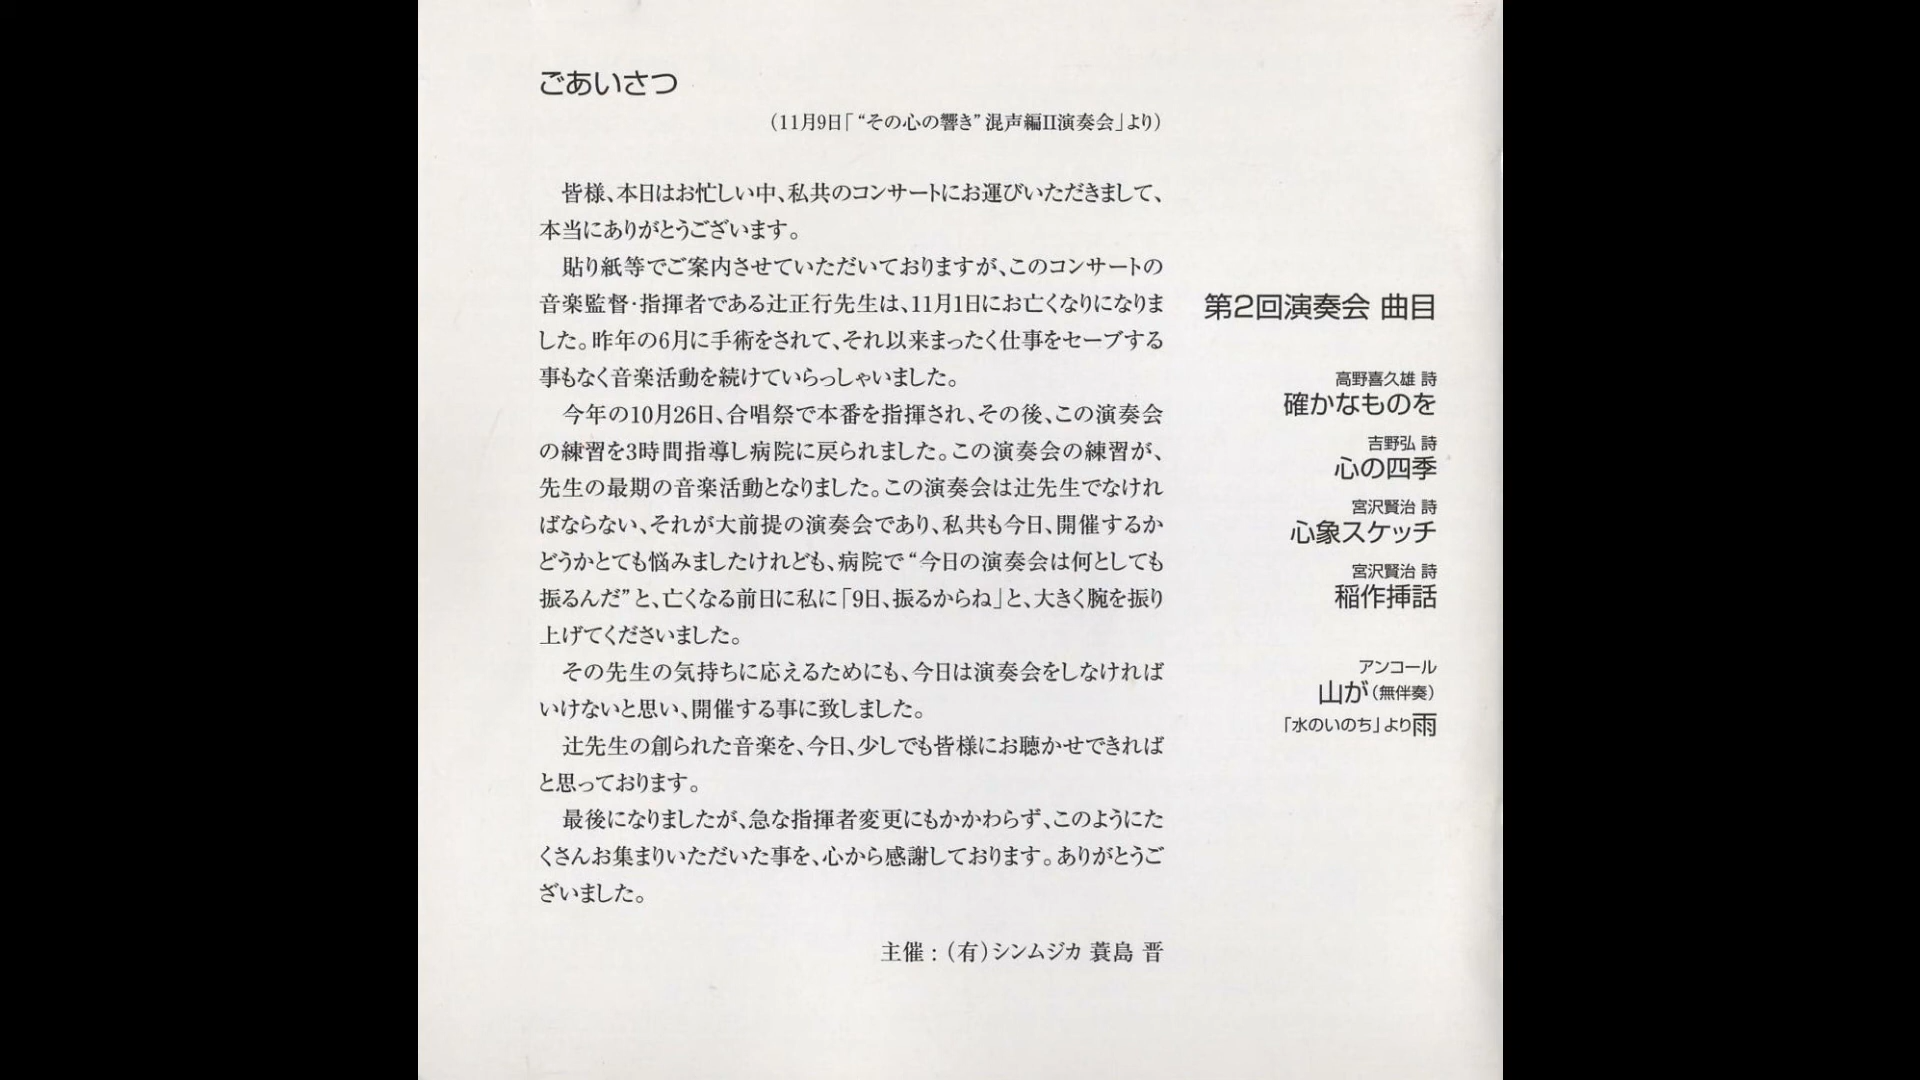 ごあいさつ
(11月9日「“その心の響き”混声編II演奏会」より)
皆様、本日はお忙しい中、私共のコンサートにお運びいただきまして、
本当にありがとうございます。
貼り紙等でご案内させていただいておりますが、このコンサートの
音楽監督・指揮者である辻正行先生は、11月1日にお亡くなりになりま
した。昨年の6月に手術をされて、それ以来まったく仕事をセーブする
事もなく音楽活動を続けていらっしゃいました。
今年の10月26日、合唱祭で本番を指揮され、その後、この演奏会
の練習を3時間指導し病院に戻られました。この演奏会の練習が、
先生の最期の音楽活動となりました。この演奏会は辻先生でなけれ
ばならない、それが大前提の演奏会であり、私共も今日、開催するか
どうかとても悩みましたけれども、病院で“今日の演奏会は何としても
振るんだ”と、亡くなる前日に私に「9日、振るからね」と、大きく腕を振り
上げてくださいました。
その先生の気持ちに応えるためにも、今日は演奏会をしなければ
いけないと思い、開催する事に致しました。
辻先生の創られた音楽を、今日、少しでも皆様にお聴かせできれば
と思っております。
最後になりましたが、急な指揮者変更にもかかわらず、このようにた
くさんお集まりいただいた事を、心から感謝しております。ありがとうご
ざいました。
主催:(有)シンムジカ 蓑島 晋
第2回演奏会 曲目
高野喜久雄 詩
確かなものを
吉野弘 詩
心の四季
宮沢賢治 詩
心象スケッチ
宮沢賢治 詩
稲作挿話
アンコール
山が(無伴奏)
「水のいのち」より雨